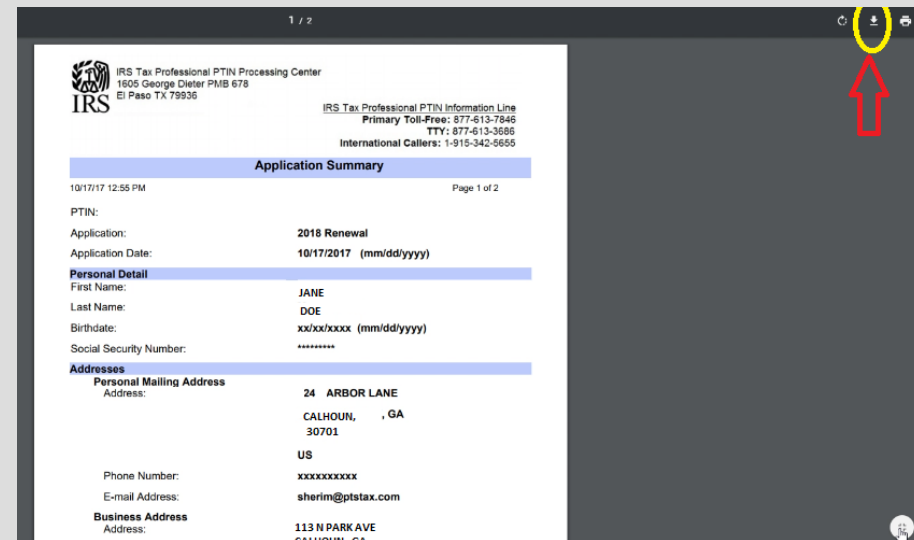 1 / 2
IRS Tax Professional PTIN Processing Center
1605 George Dieter PMB 678
El Paso TX 79936
IRS
IRS Tax Professional PTIN Information Line
Primary Toll-Free: 877-613-7846
TTY: 877-613-3686
International Callers: 1-915-342-5655
Application Summary
10/17/17 12:55 PM Page 1 of 2
PTIN:
Application: 2018 Renewal
Application Date: 10/17/2017 (mm/dd/yyyy)
Personal Detail
First Name: JANE
Last Name: DOE
Birthdate: xx/xx/xxxx (mm/dd/yyyy)
Social Security Number: *********
Addresses
Personal Mailing Address
Address: 24 ARBOR LANE
CALHOUN, , GA
30701
US
Phone Number: xxxxxxxxxx
E-mail Address: sherim@ptstax.com
Business Address
Address: 113 N PARK AVE
CALHOUN, GA